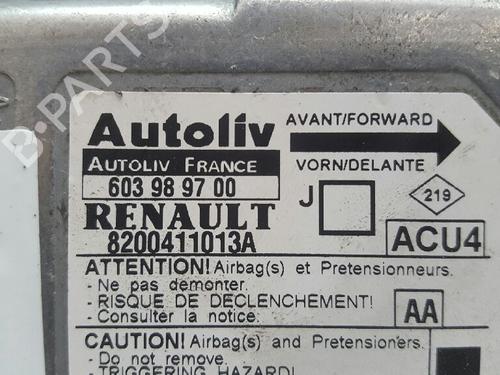 Autoliv
AVANT/FORWARD
AUTOLIV FRANCE
VORN/DELANTE
603 98 97 00
J
219
RENAULT
8200411013A
ACU4
ATTENTION! Airbag(s) et Pretensionneurs.
- Ne pas demonter.
- RISQUE DE DECLENCHEMENT!
- Consulter la notice.
AA
CAUTION! Airbag(s) and Pretensioners.
- Do not remove.
- TRIGGERING HAZARD!
B-PARTS